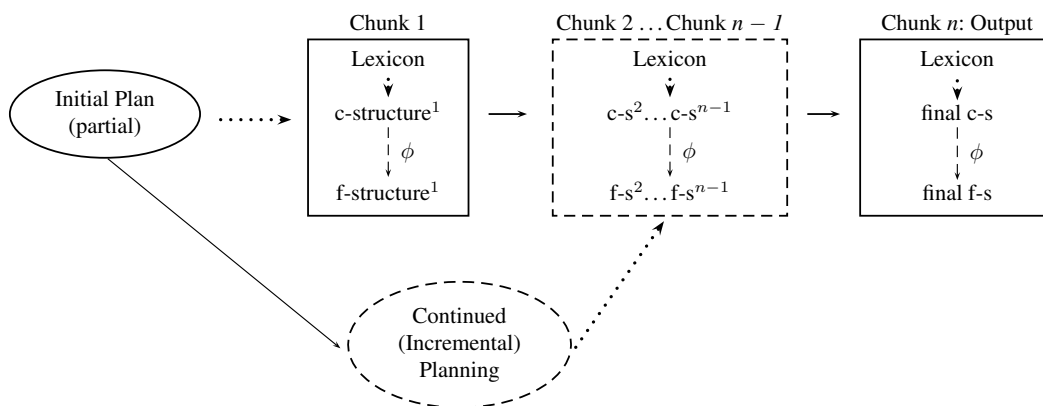 Chunk 1
Chunk 2 … Chunk n − 1
Chunk n: Output
Initial Plan
(partial)
Lexicon
c-structure¹
ϕ
f-structure¹
Lexicon
c-s²…c-sⁿ⁻¹
ϕ
f-s²…f-sⁿ⁻¹
Lexicon
final c-s
ϕ
final f-s
Continued
(Incremental)
Planning